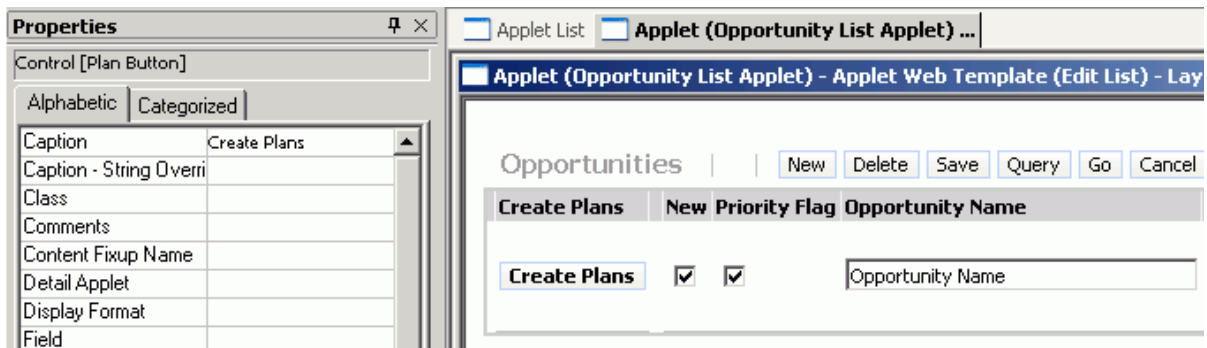 Properties
Control [Plan Button]
Alphabetic Categorized
Caption Create Plans
Caption - String Overri
Class
Comments
Content Fixup Name
Detail Applet
Display Format
Field
Applet List Applet (Opportunity List Applet) ...
Applet (Opportunity List Applet) - Applet Web Template (Edit List) - Lay
Opportunities | | New Delete Save Query Go Cancel
Create Plans New Priority Flag Opportunity Name
Create Plans Opportunity Name